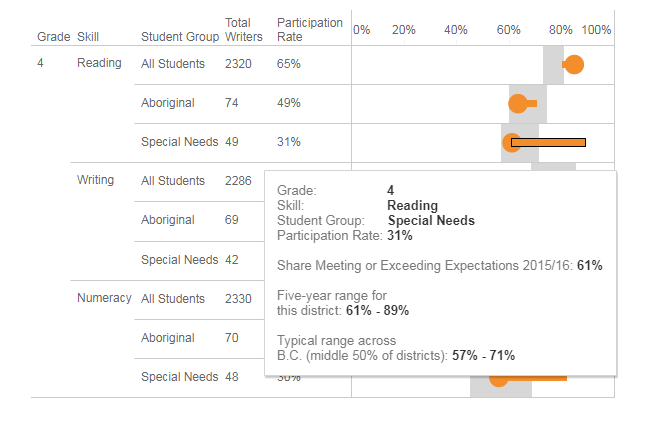 Grade Skill Student Group Total Writers Participation Rate 0% 20% 40% 60% 80% 100%
4 Reading All Students 2320 65%
Aboriginal 74 49%
Special Needs 49 31%
Writing All Students 2286
Aboriginal 69
Special Needs 42
Numeracy All Students 2330
Aboriginal 70
Special Needs 48 30%
Grade: 4
Skill: Reading
Student Group: Special Needs
Participation Rate: 31%
Share Meeting or Exceeding Expectations 2015/16: 61%
Five-year range for
this district: 61% - 89%
Typical range across
B.C. (middle 50% of districts): 57% - 71%